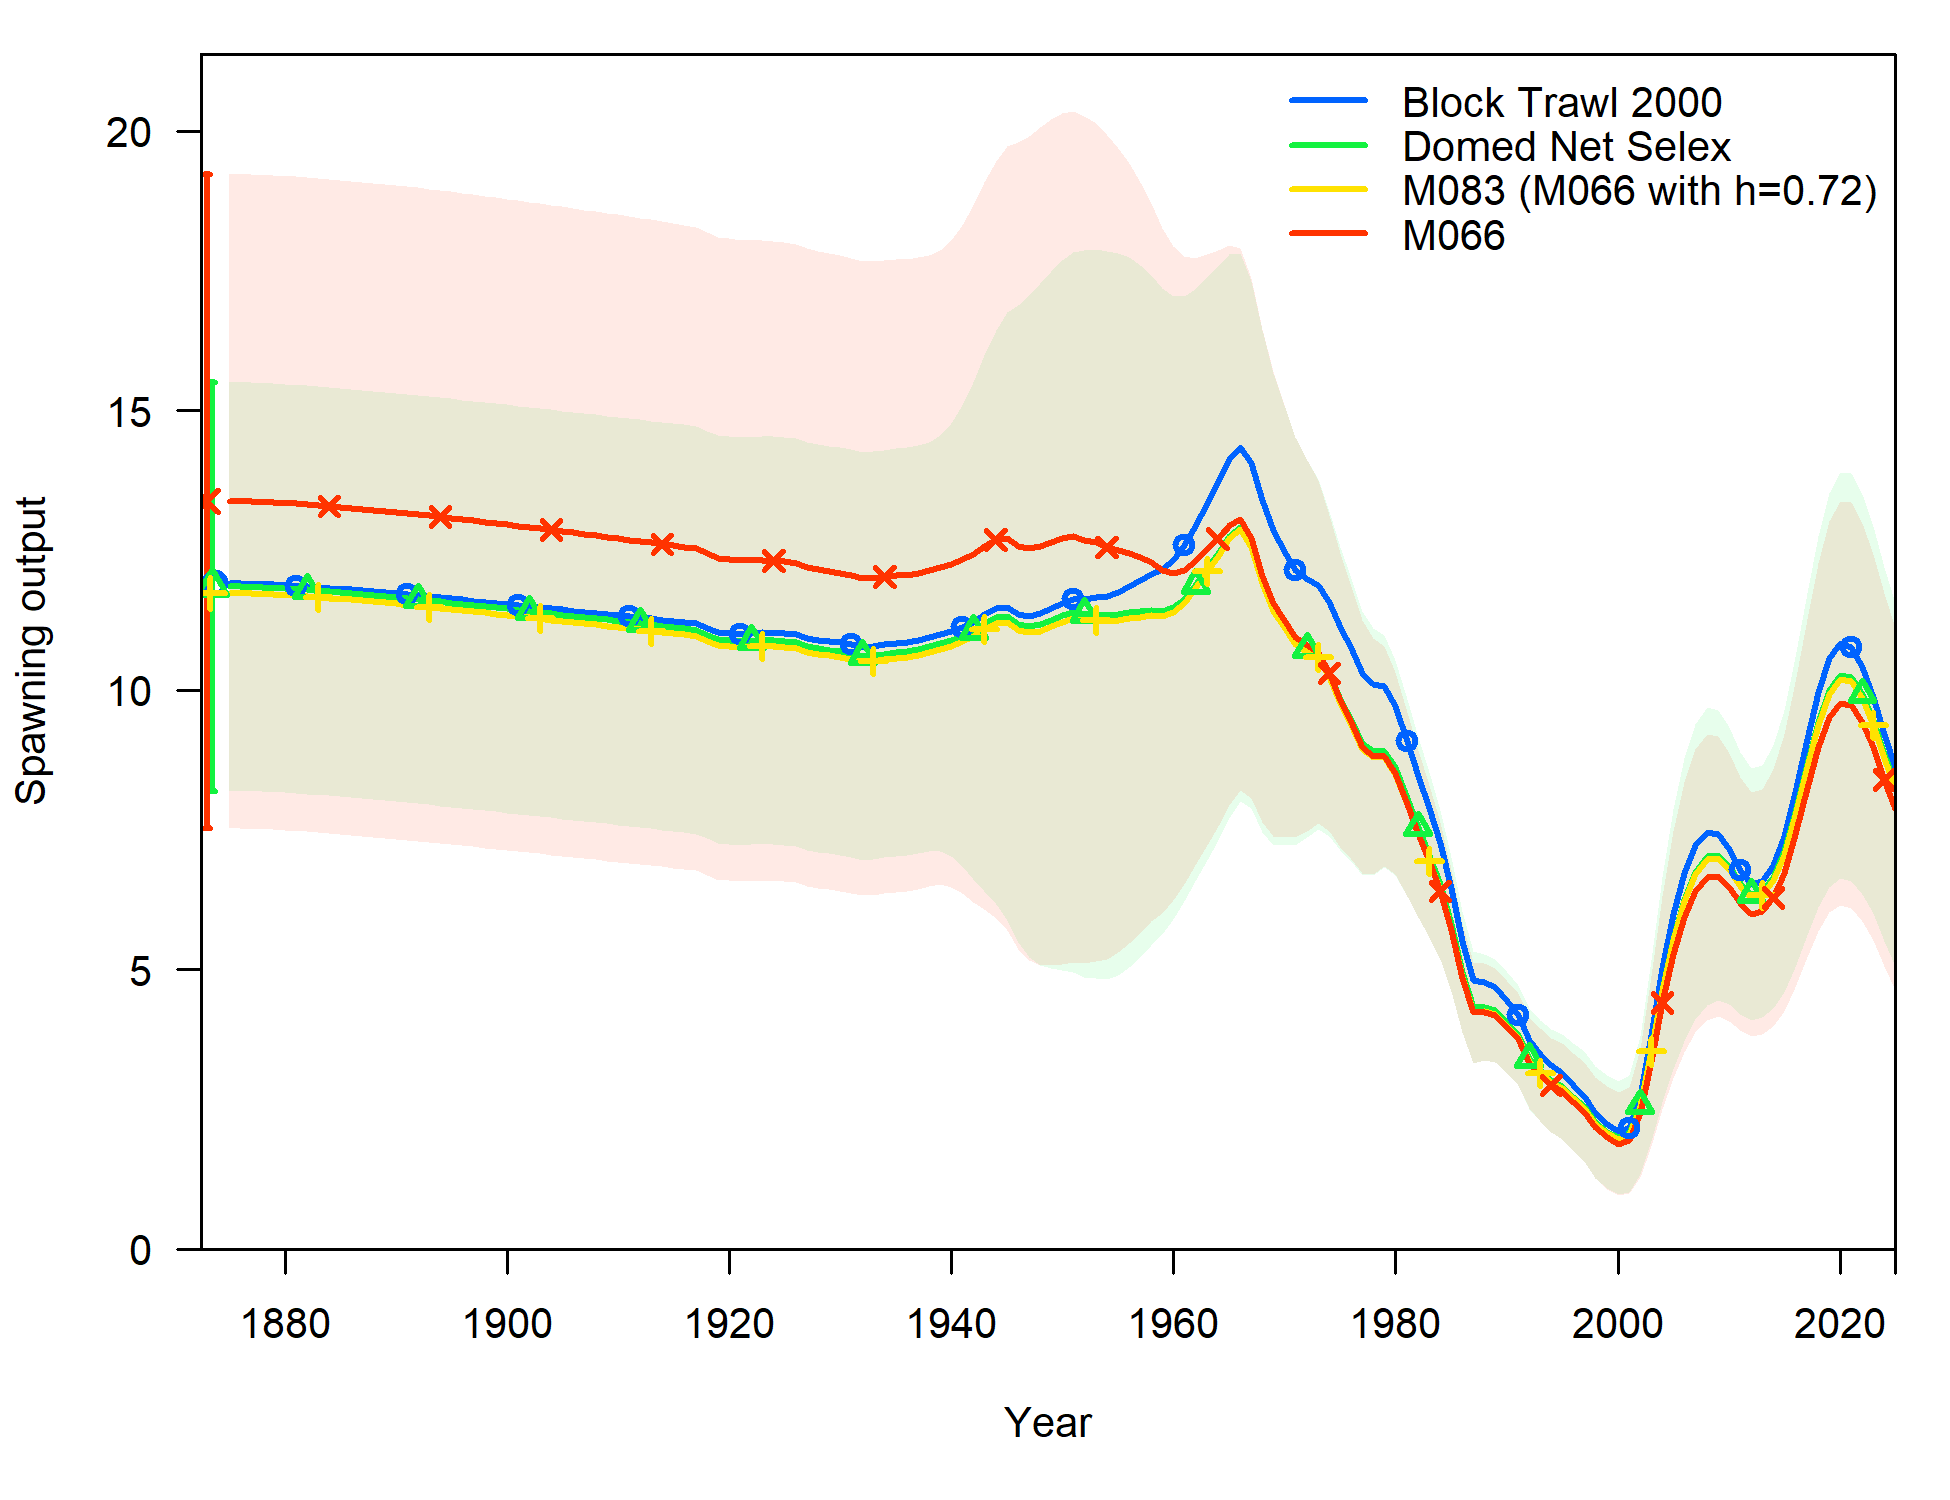 Block Trawl 2000
Domed Net Selex
M083 (M066 with h=0.72)
M066
20
15
10
5
0
Spawning output
1880 1900 1920 1940 1960 1980 2000 2020
Year